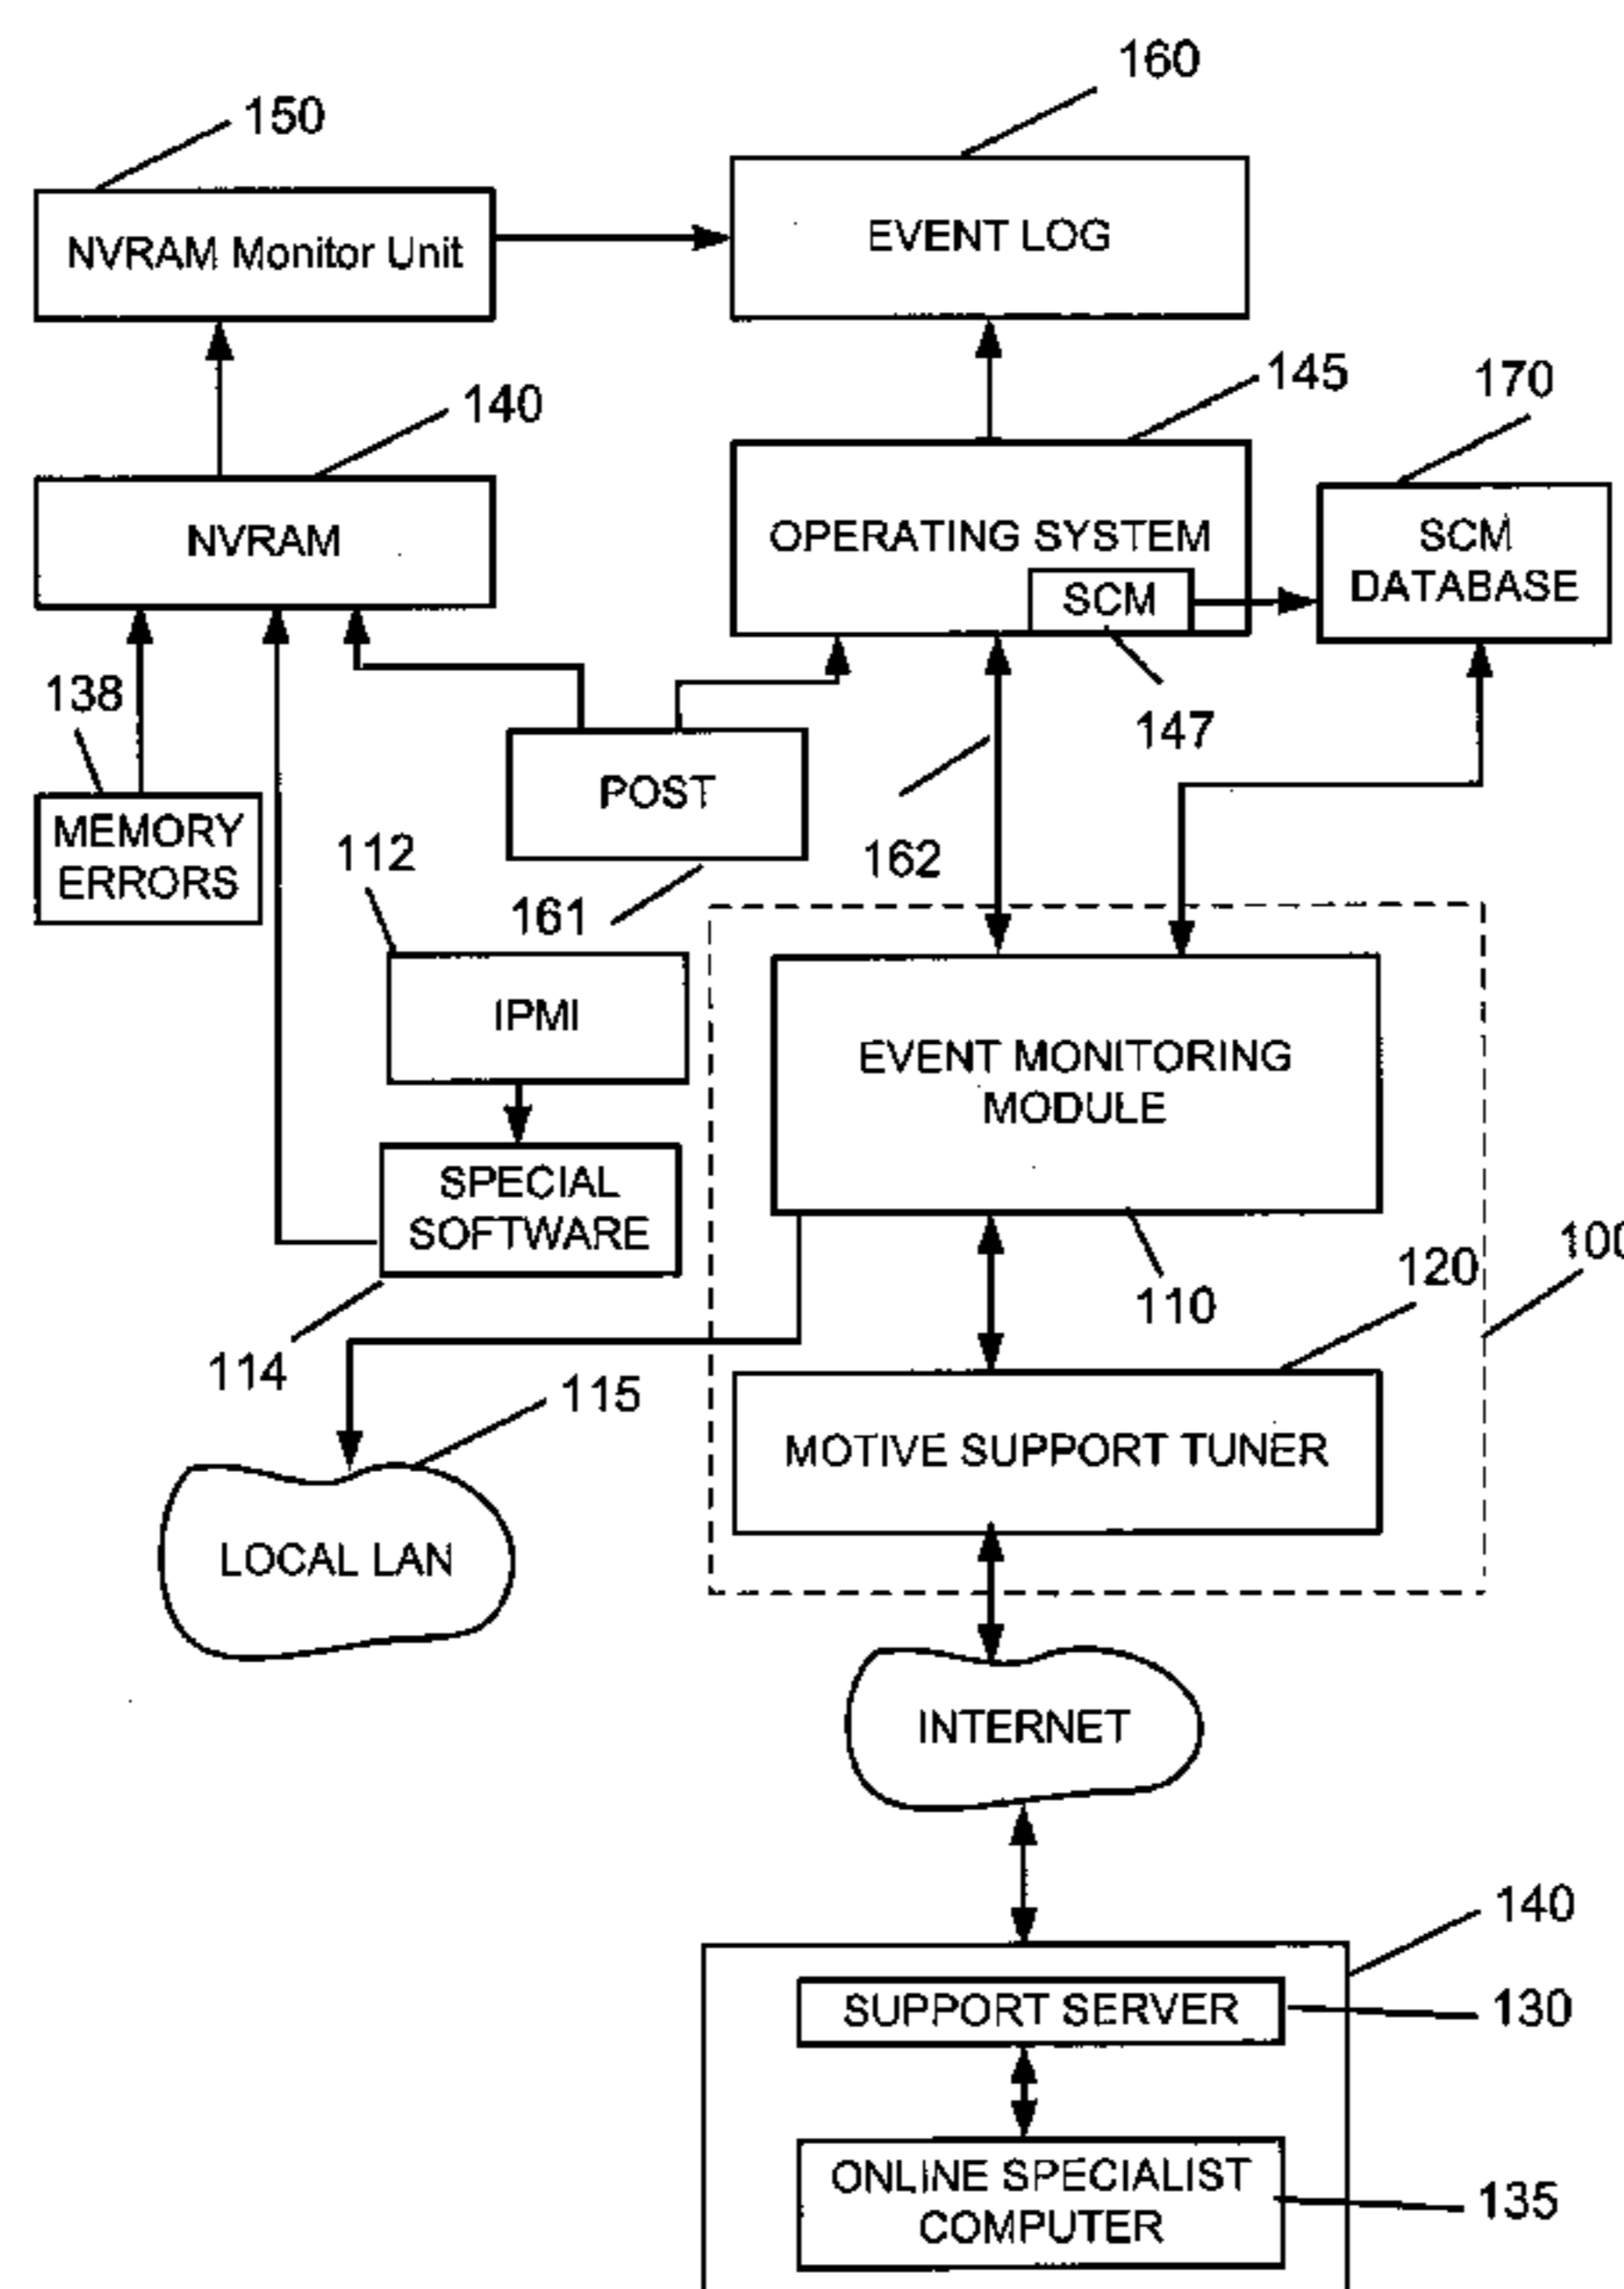 160
150
NVRAM Monitor Unit
EVENT LOG
145
170
140
NVRAM
OPERATING SYSTEM
SCM
SCM
DATABASE
138
147
MEMORY
ERRORS
POST
112
162
161
IPMI
EVENT MONITORING
MODULE
SPECIAL
SOFTWARE
100
120
110
114
115
MOTIVE SUPPORT TUNER
LOCAL LAN
INTERNET
140
SUPPORT SERVER
130
ONLINE SPECIALIST
COMPUTER
135